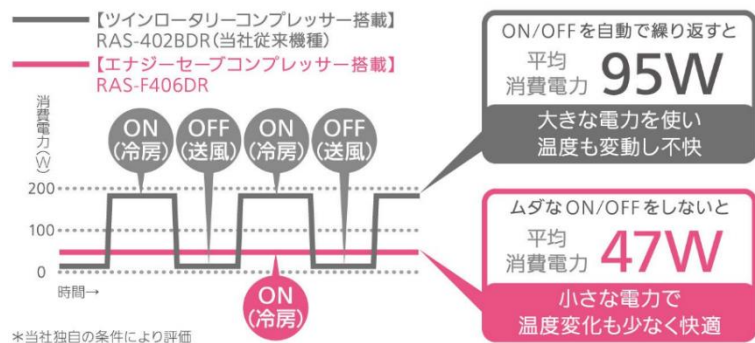 【ツインロータリーコンプレッサー搭載】
RAS-402BDR(当社従来機種)
【エナジーセーブコンプレッサー搭載】
RAS-F406DR
消費電力(W)
ON
(冷房)
OFF
(送風)
ON
(冷房)
OFF
(送風)
200
100
0
時間→
ON
(冷房)
*当社独自の条件により評価
ON/OFFを自動で繰り返すと
平均
消費電力 95W
大きな電力を使い
温度も変動し不快
ムダなON/OFFをしないと
平均
消費電力 47W
小さな電力で
温度変化も少なく快適